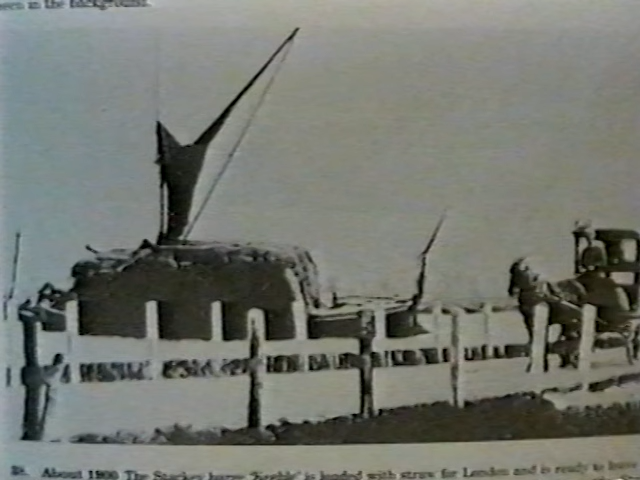 seen in the background.
About 1900 The barge is loaded with straw for London and is ready to leave